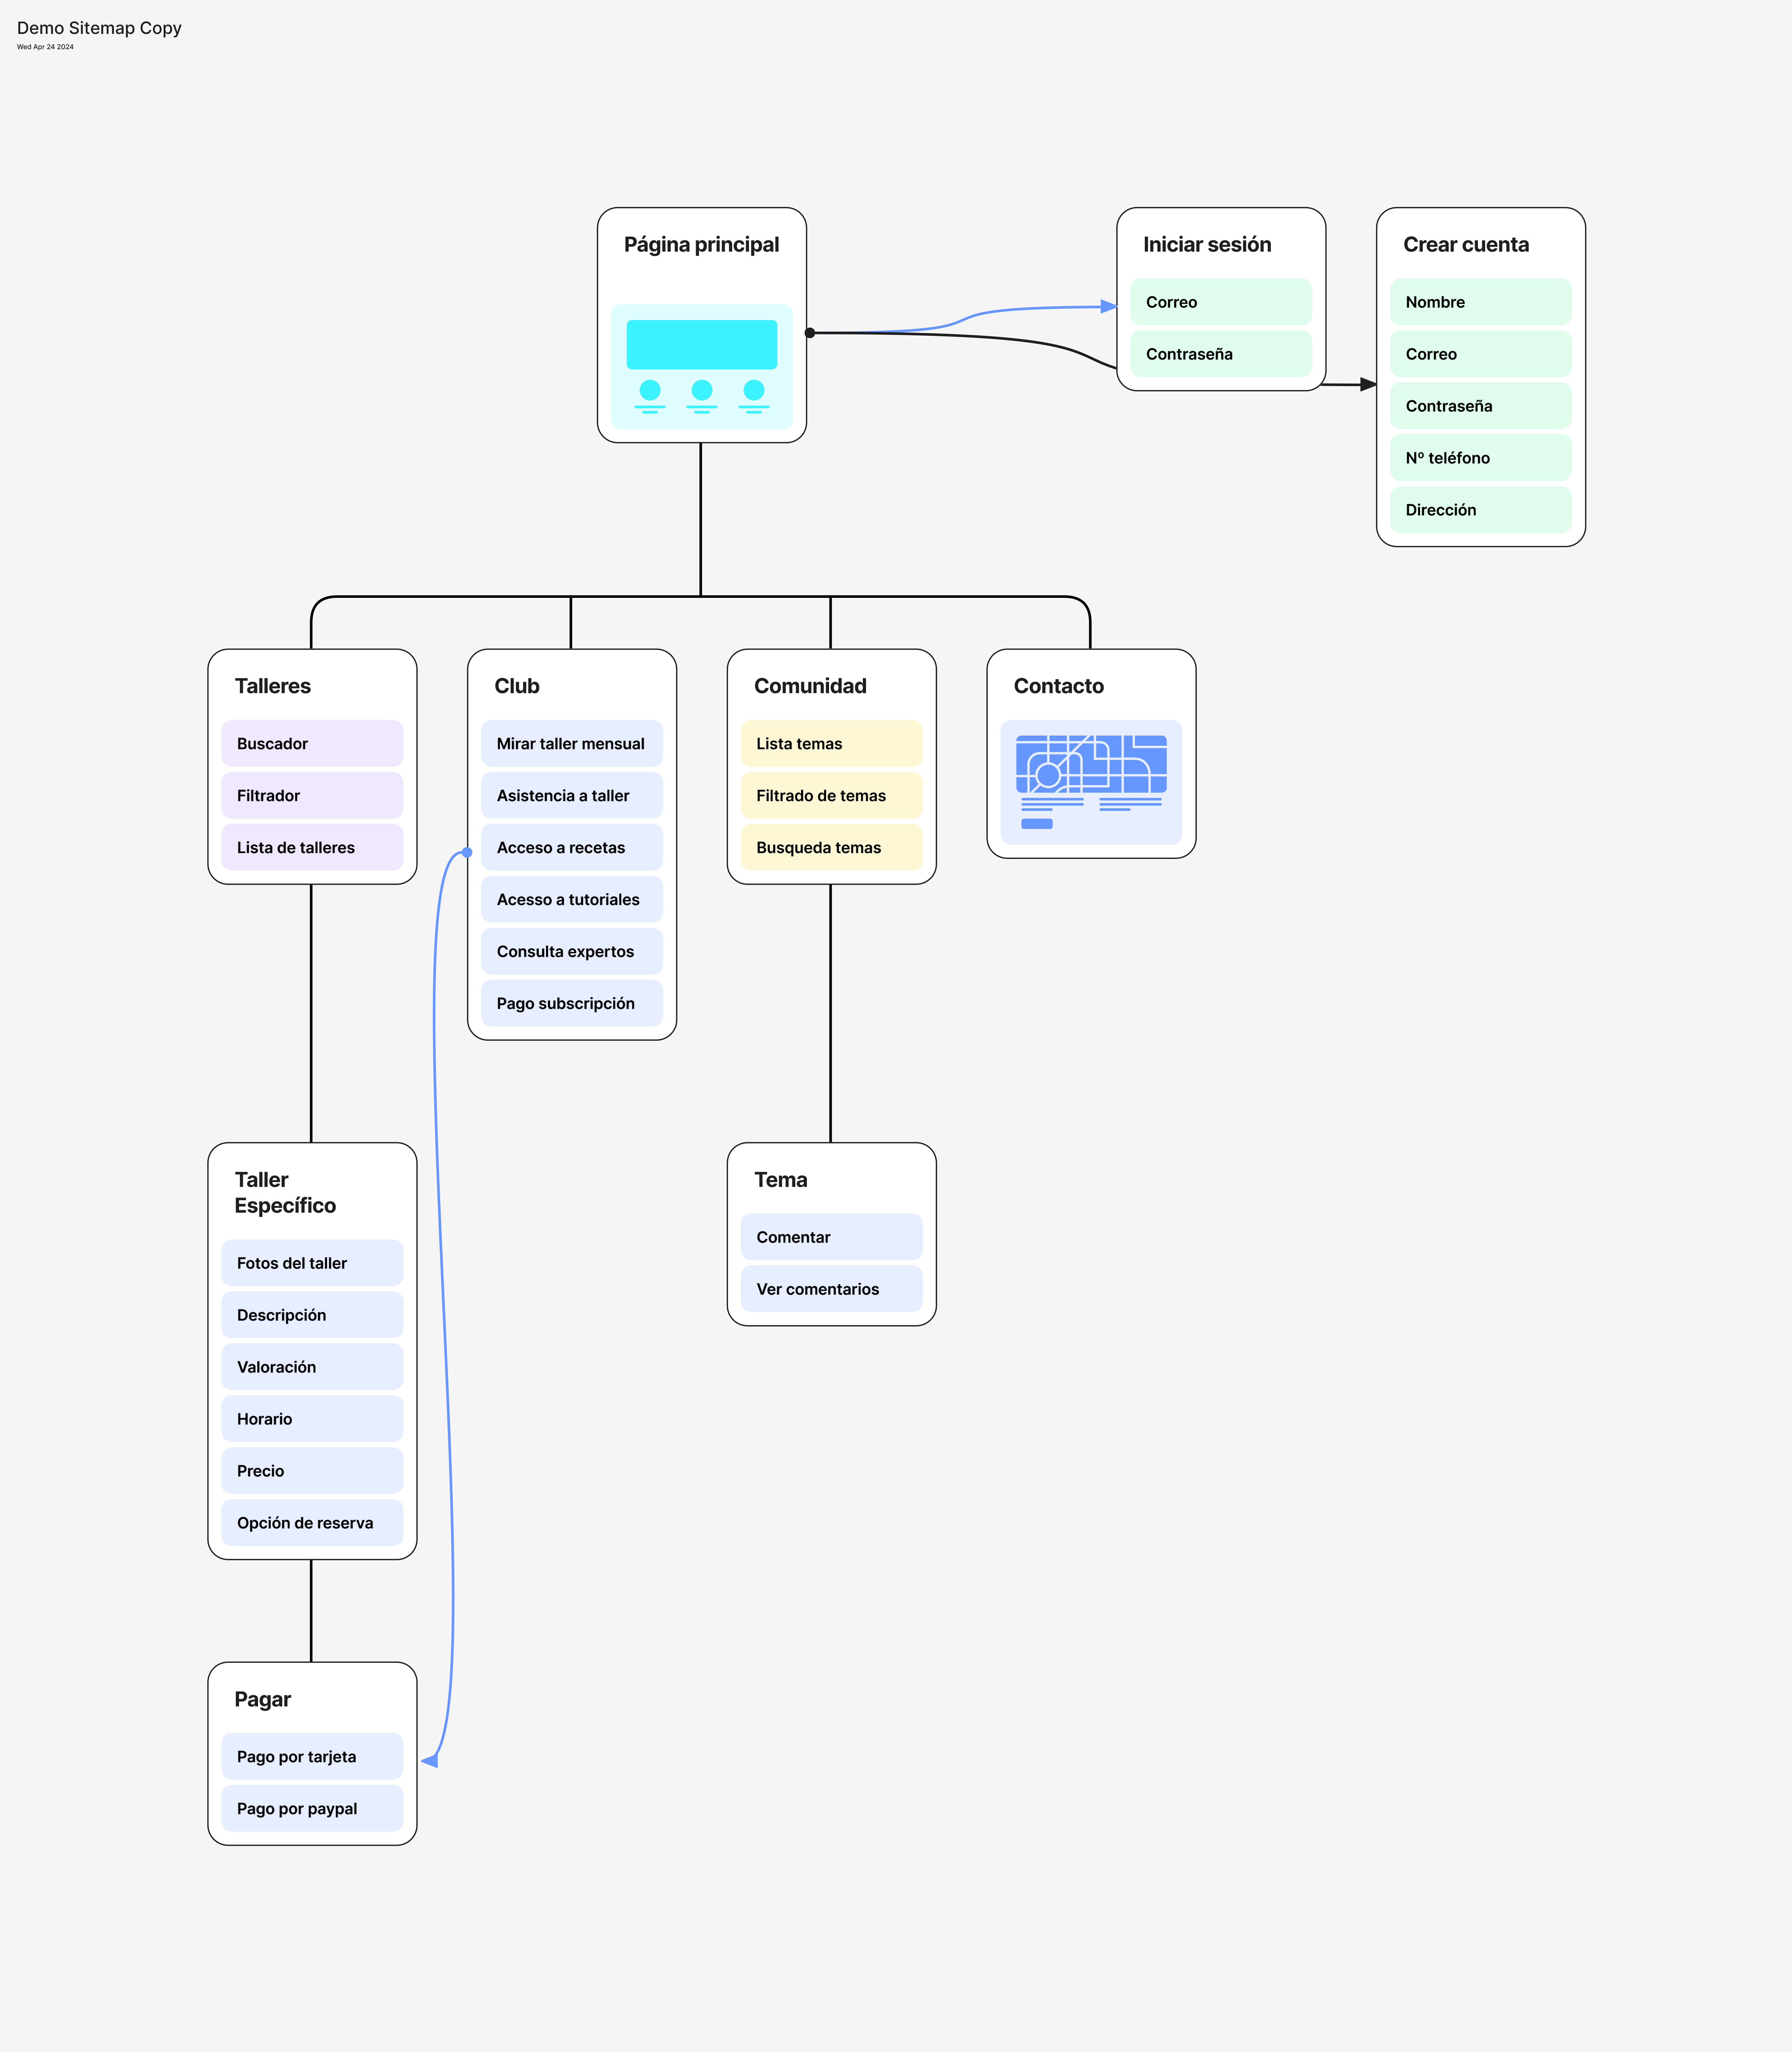 Demo Sitemap Copy
Wed Apr 24 2024
Página principal
Iniciar sesión
Correo
Contraseña
Crear cuenta
Nombre
Correo
Contraseña
Nº teléfono
Dirección
Talleres
Buscador
Filtrador
Lista de talleres
Club
Mirar taller mensual
Asistencia a taller
Acceso a recetas
Acesso a tutoriales
Consulta expertos
Pago subscripción
Comunidad
Lista temas
Filtrado de temas
Busqueda temas
Contacto
Taller
Específico
Fotos del taller
Descripción
Valoración
Horario
Precio
Opción de reserva
Tema
Comentar
Ver comentarios
Pagar
Pago por tarjeta
Pago por paypal